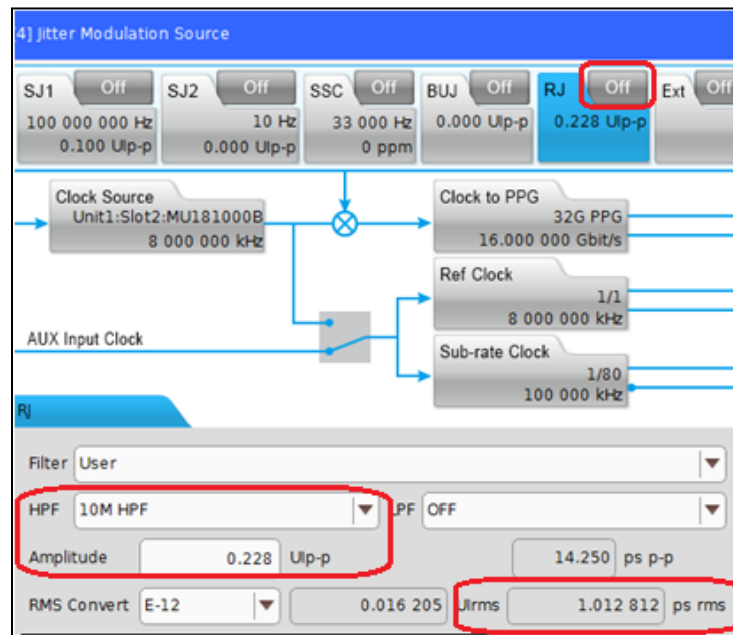 4] Jitter Modulation Source
SJ1 Off
100 000 000 Hz
0.100 UIp-p
SJ2 Off
10 Hz
0.000 UIp-p
SSC Off
33 000 Hz
0 ppm
BUJ Off
0.000 UIp-p
RJ Off
0.228 UIp-p
Ext Off
Clock Source
Unit1:Slot2:MU181000B
8 000 000 kHz
Clock to PPG
32G PPG
16.000 000 Gbit/s
Ref Clock
1/1
8 000 000 kHz
AUX Input Clock
Sub-rate Clock
1/80
100 000 kHz
RJ
Filter User
HPF 10M HPF LPF OFF
Amplitude 0.228 UIp-p 14.250 ps p-p
RMS Convert E-12 0.016 205 UIrms 1.012 812 ps rms